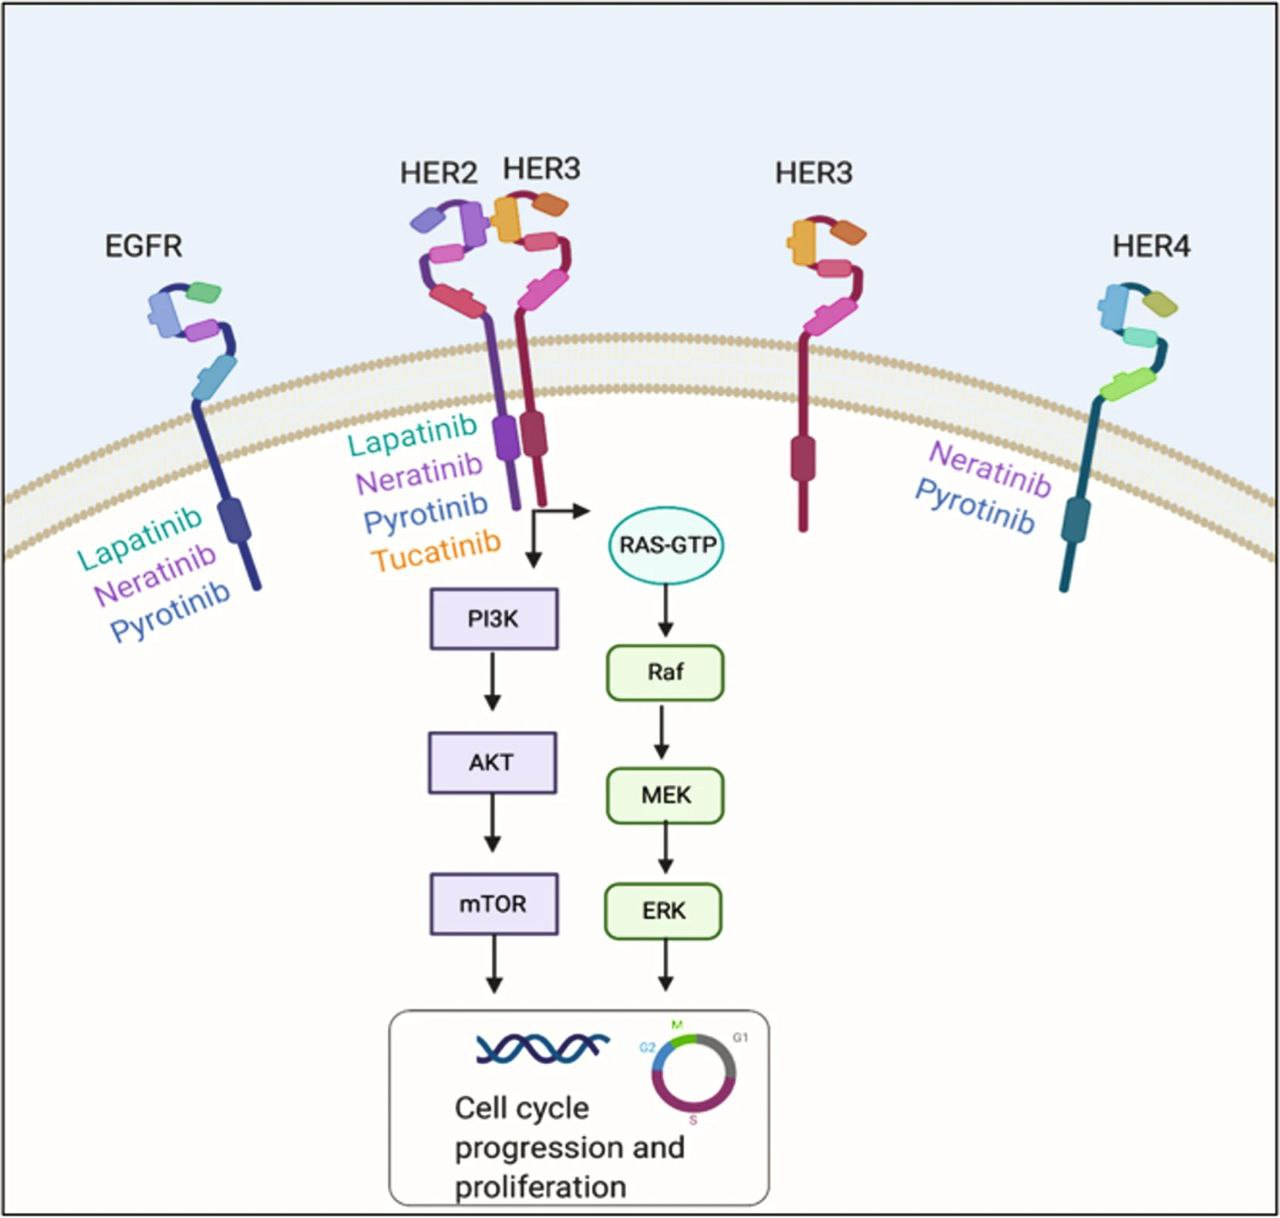 HER2
HER3
HER3
EGFR
HER4
Lapatinib
Neratinib
Pyrotinib
Lapatinib
Neratinib
Pyrotinib
Tucatinib
Neratinib
Pyrotinib
RAS-GTP
PI3K
Raf
AKT
MEK
mTOR
ERK
M
G1
G2
S
Cell cycle
progression and
proliferation